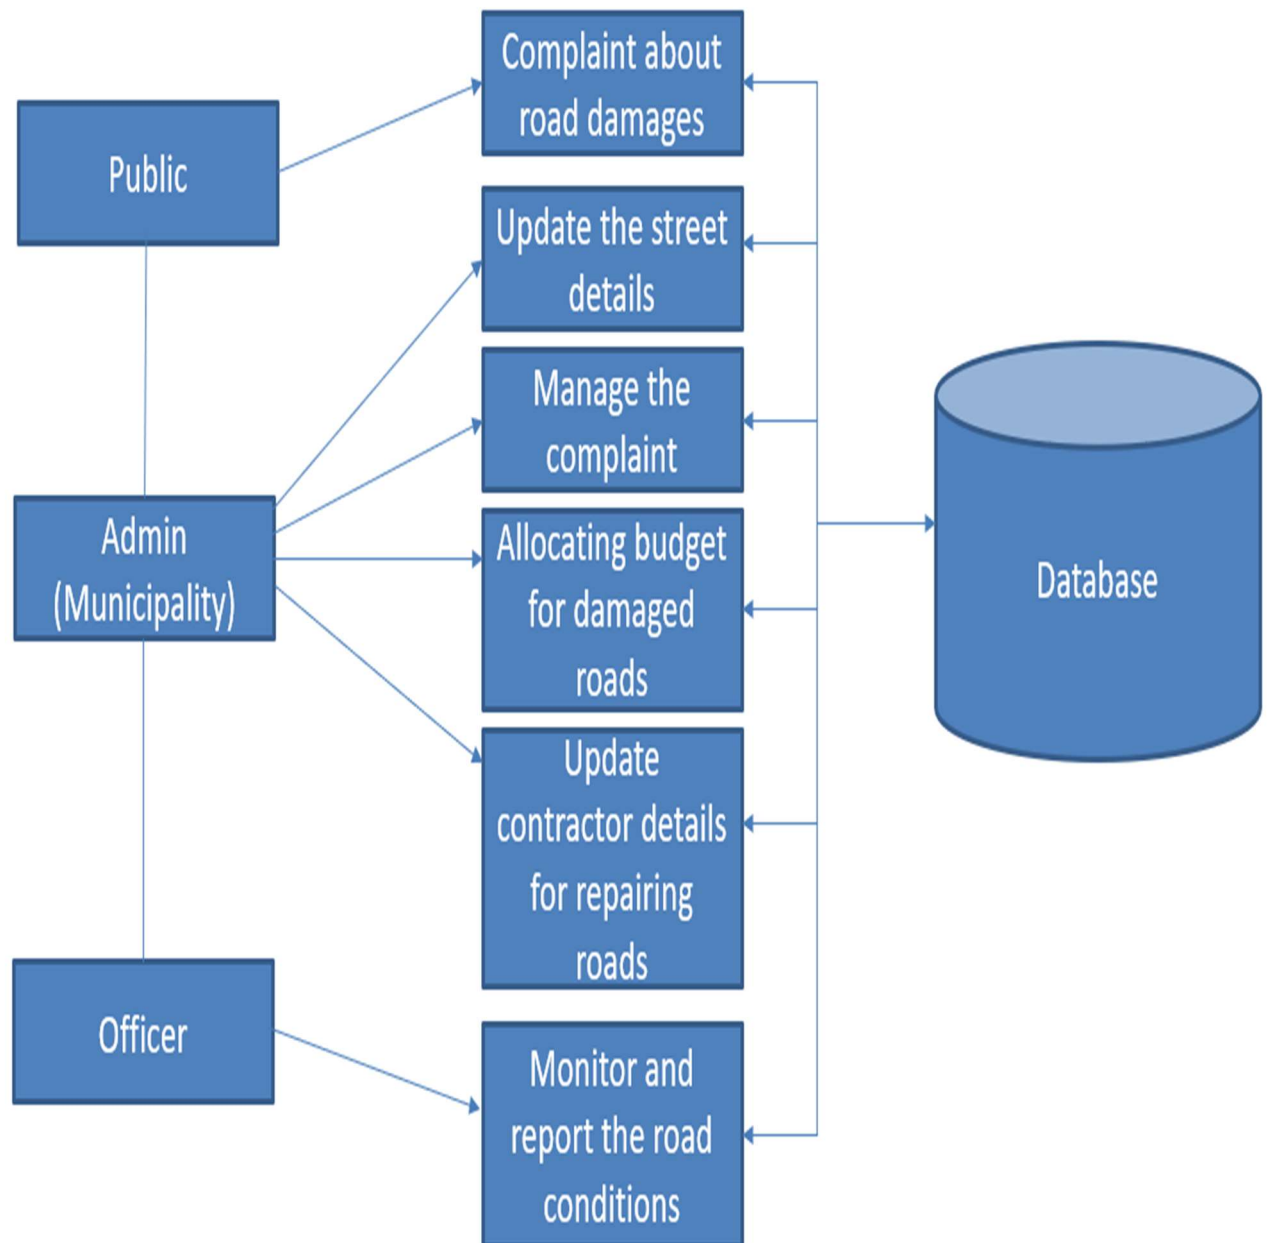 Public
Admin
(Municipality)
Officer
Complaint about
road damages
Update the street
details
Manage the
complaint
Allocating budget
for damaged
roads
Update
contractor details
for repairing
roads
Monitor and
report the road
conditions
Database